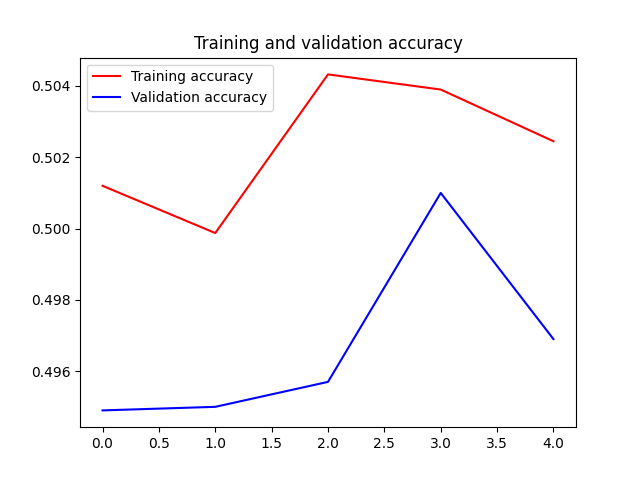 Training and validation accuracy
Training accuracy
Validation accuracy
0.504
0.502
0.500
0.498
0.496
0.0 0.5 1.0 1.5 2.0 2.5 3.0 3.5 4.0